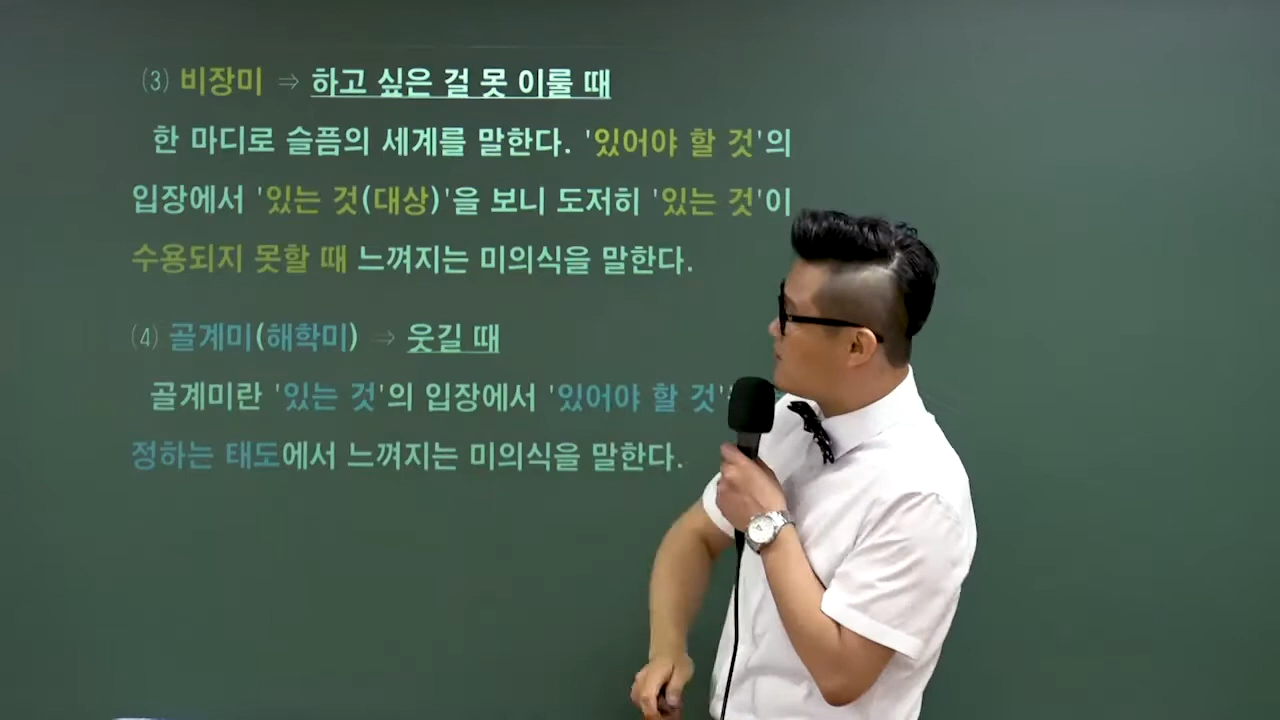 (3) 비장미 ⇒ 하고 싶은 걸 못 이룰 때
한 마디로 슬픔의 세계를 말한다. '있어야 할 것'의
입장에서 '있는 것(대상)'을 보니 도저히 '있는 것'이
수용되지 못할 때 느껴지는 미의식을 말한다.
(4) 골계미(해학미) ⇒ 웃길 때
골계미란 '있는 것'의 입장에서 '있어야 할 것'
정하는 태도에서 느껴지는 미의식을 말한다.